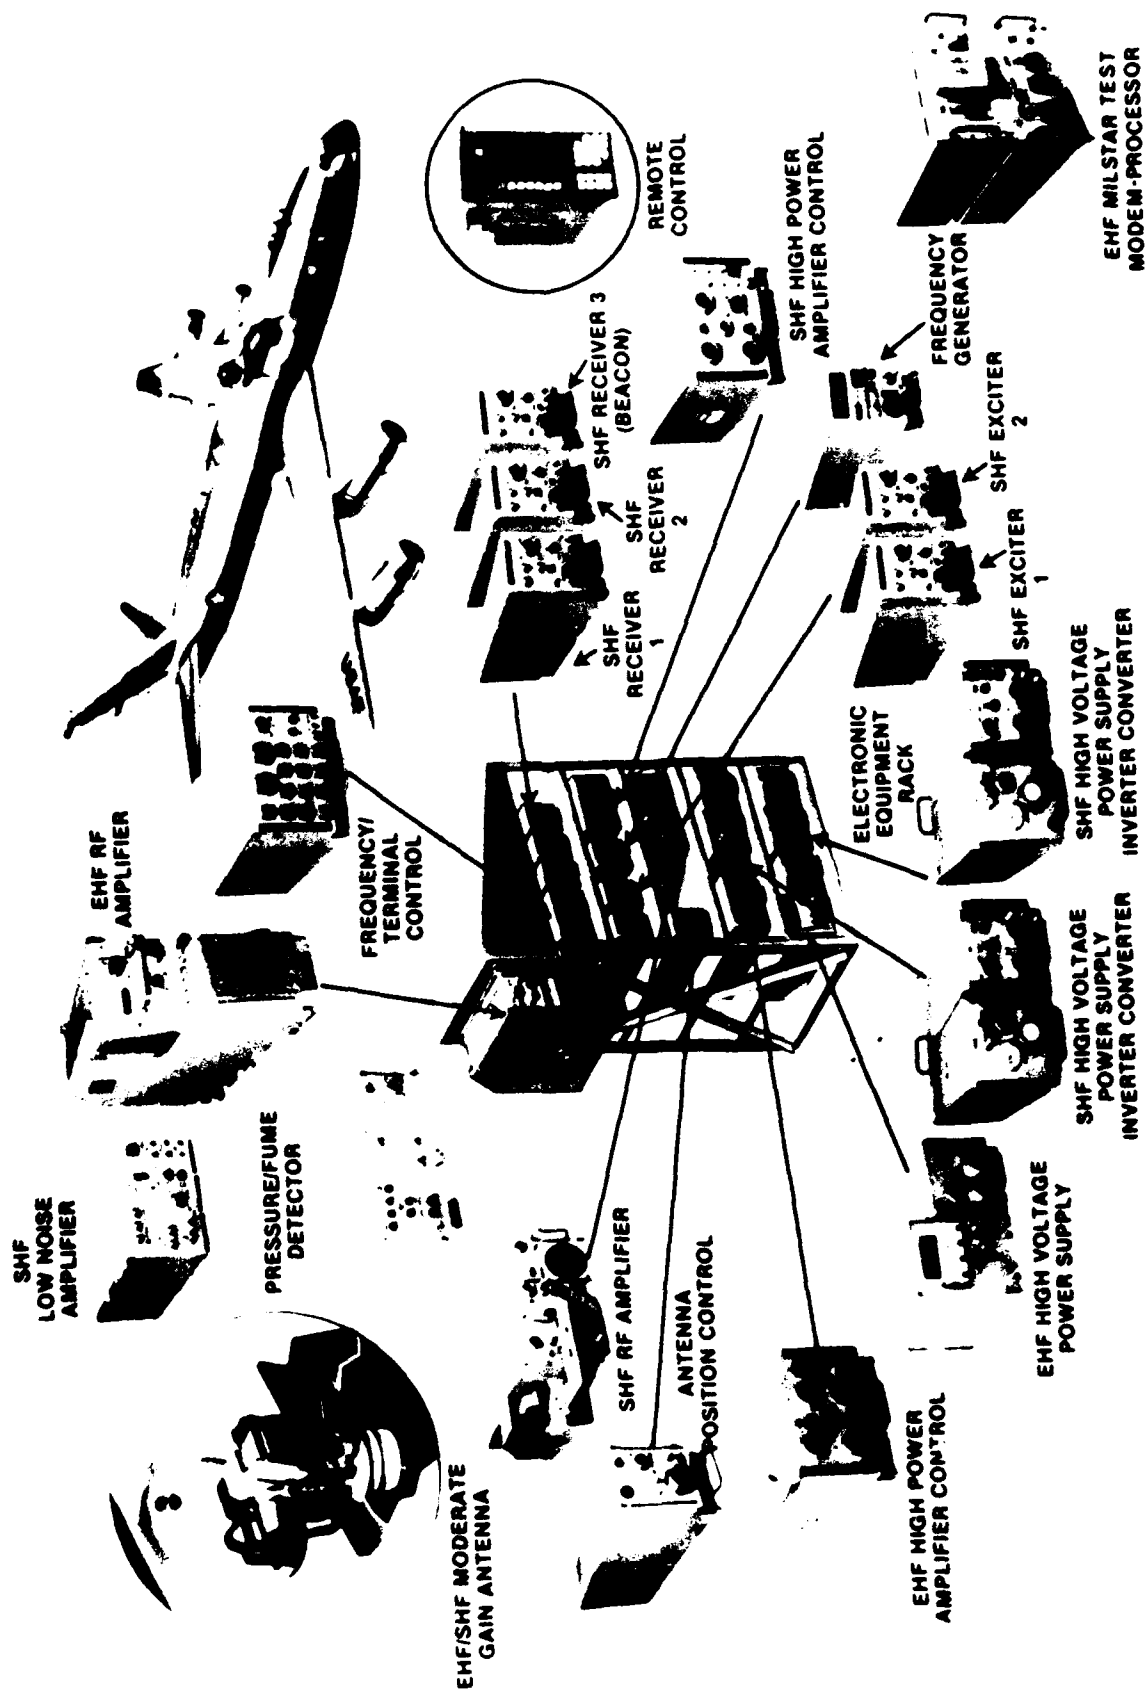 SHF
LOW NOISE
AMPLIFIER
EHF RF
AMPLIFIER
PRESSURE/FUME
DETECTOR
FREQUENCY/
TERMINAL
CONTROL
EHF/SHF MODERATE
GAIN ANTENNA
SHF RF AMPLIFIER
ANTENNA
POSITION CONTROL
EHF HIGH POWER
AMPLIFIER CONTROL
EHF HIGH VOLTAGE
POWER SUPPLY
SHF HIGH VOLTAGE
POWER SUPPLY
INVERTER CONVERTER
SHF HIGH VOLTAGE
POWER SUPPLY
INVERTER CONVERTER
ELECTRONIC
EQUIPMENT
RACK
SHF
RECEIVER
1
SHF
RECEIVER
2
SHF RECEIVER 3
(BEACON)
REMOTE
CONTROL
SHF HIGH POWER
AMPLIFIER CONTROL
SHF EXCITER
1
SHF EXCITER
2
FREQUENCY
GENERATOR
EHF MILSTAR TEST
MODEM-PROCESSOR